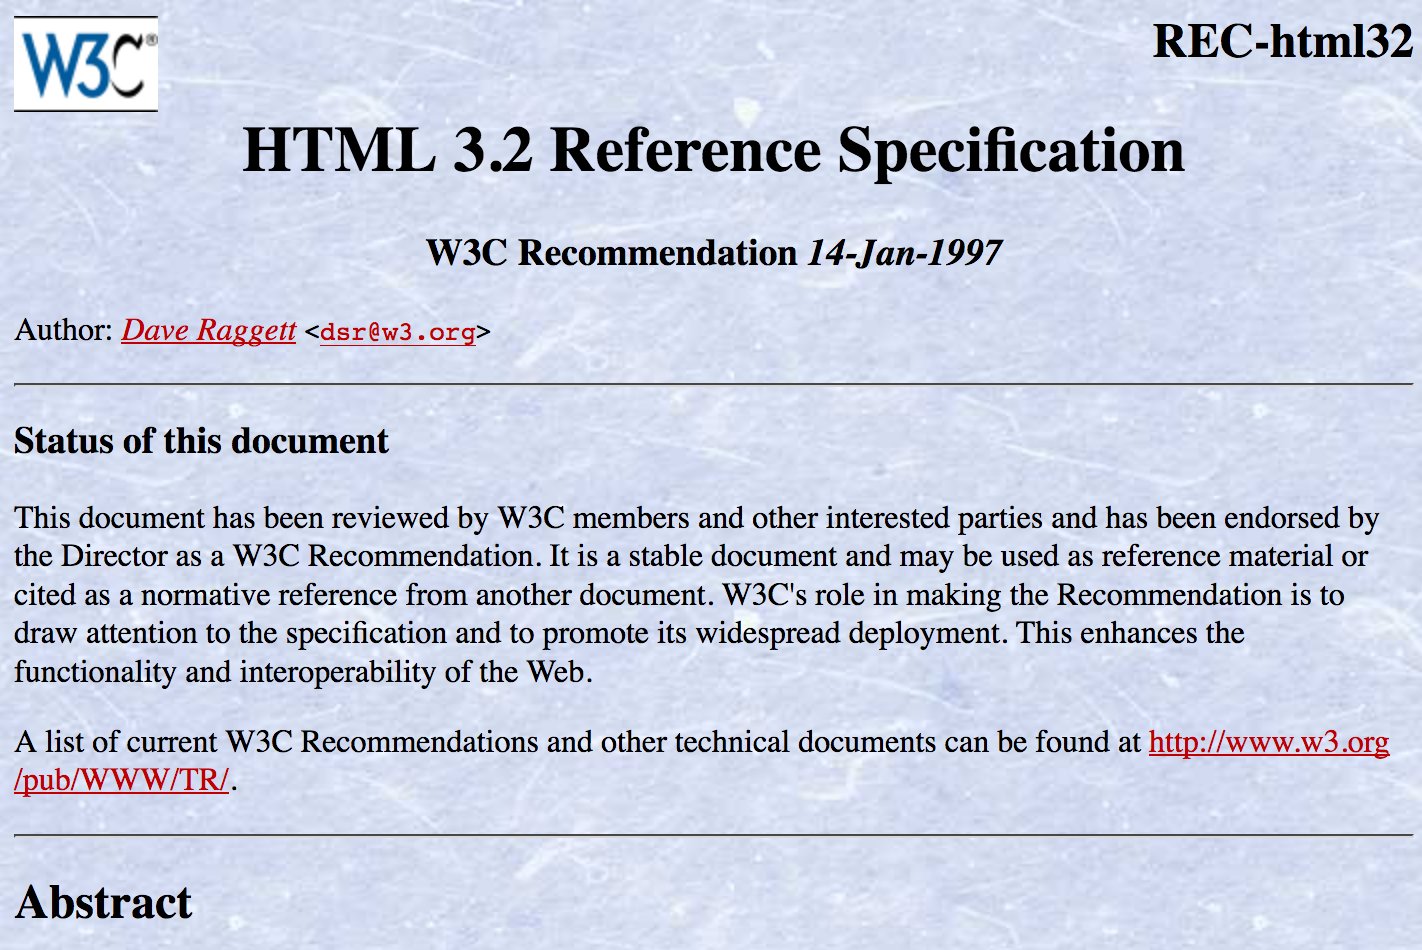 W3C®
REC-html32
HTML 3.2 Reference Specification
W3C Recommendation 14-Jan-1997
Author: Dave Raggett <dsr@w3.org>
Status of this document
This document has been reviewed by W3C members and other interested parties and has been endorsed by
the Director as a W3C Recommendation. It is a stable document and may be used as reference material or
cited as a normative reference from another document. W3C's role in making the Recommendation is to
draw attention to the specification and to promote its widespread deployment. This enhances the
functionality and interoperability of the Web.
A list of current W3C Recommendations and other technical documents can be found at http://www.w3.org
/pub/WWW/TR/.
Abstract